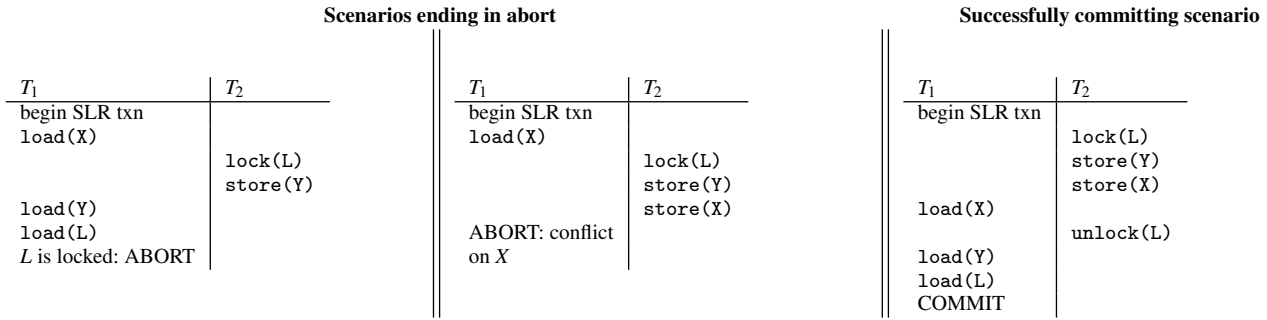 Scenarios ending in abort
Successfully committing scenario
T1 T2
begin SLR txn
load(X)
lock(L)
store(Y)
load(Y)
load(L)
L is locked: ABORT
T1 T2
begin SLR txn
load(X)
lock(L)
store(Y)
store(X)
ABORT: conflict
on X
T1 T2
begin SLR txn
lock(L)
store(Y)
store(X)
load(X)
unlock(L)
load(Y)
load(L)
COMMIT